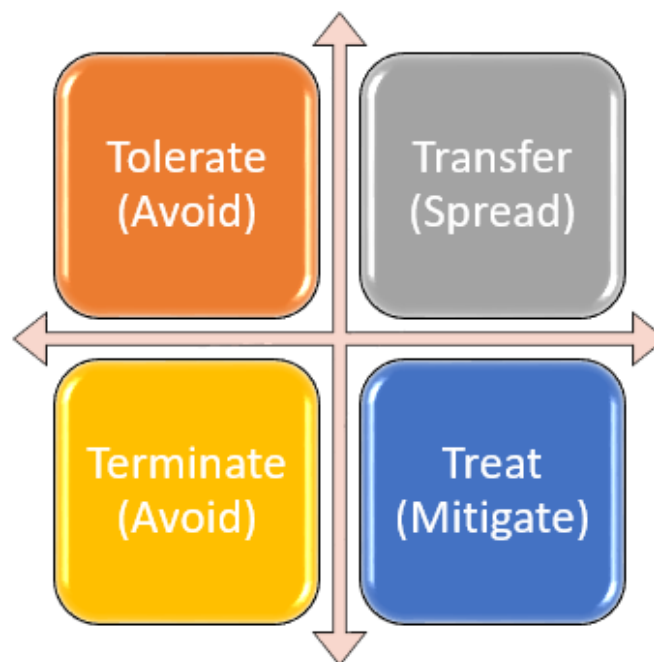 Tolerate
(Avoid)
Transfer
(Spread)
Terminate
(Avoid)
Treat
(Mitigate)